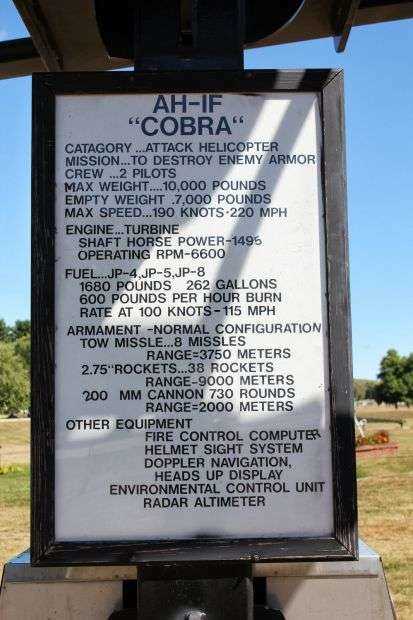 AH-IF
"COBRA"
CATAGORY ...ATTACK HELICOPTER
MISSION...TO DESTROY ENEMY ARMOR
CREW ...2 PILOTS
MAX WEIGHT....10,000 POUNDS
EMPTY WEIGHT .7,000 POUNDS
MAX SPEED...190 KNOTS-220 MPH
ENGINE...TURBINE
SHAFT HORSE POWER-1495
OPERATING RPM-6600
FUEL...JP-4,JP-5,JP-8
1680 POUNDS 262 GALLONS
600 POUNDS PER HOUR BURN
RATE AT 100 KNOTS-115 MPH
ARMAMENT -NORMAL CONFIGURATION
TOW MISSLE...8 MISSLES
RANGE=3750 METERS
2.75"ROCKETS...38 ROCKETS
RANGE-9000 METERS
200 MM CANNON 730 ROUNDS
RANGE=2000 METERS
OTHER EQUIPMENT
FIRE CONTROL COMPUTER
HELMET SIGHT SYSTEM
DOPPLER NAVIGATION,
HEADS UP DISPLAY
ENVIRONMENTAL CONTROL UNIT
RADAR ALTIMETER